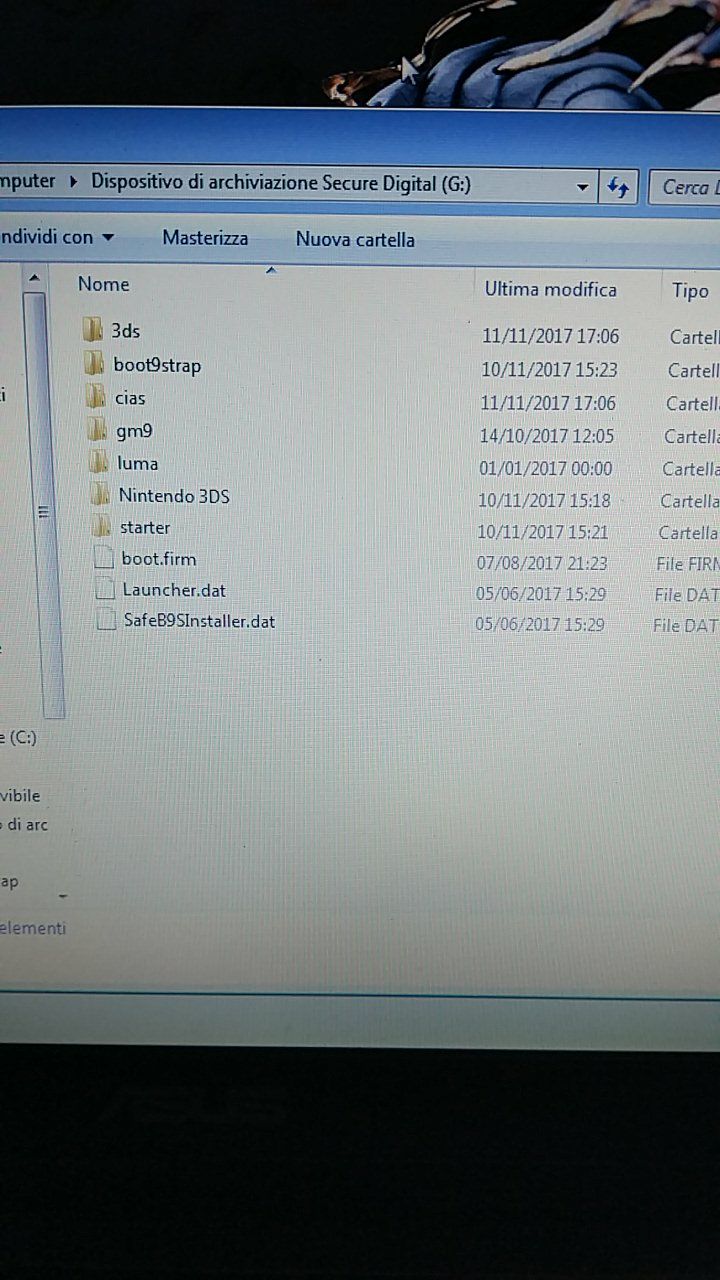 mputer ▸ Dispositivo di archiviazione Secure Digital (G:)
Cerca
ndividi con Masterizza Nuova cartella
Nome Ultima modifica Tipo
3ds 11/11/2017 17:06 Cartell
boot9strap 10/11/2017 15:23 Cartell
cias 11/11/2017 17:06 Cartell
gm9 14/10/2017 12:05 Cartella
luma 01/01/2017 00:00 Cartella
Nintendo 3DS 10/11/2017 15:18 Cartella
starter 10/11/2017 15:21 Cartella
boot.firm 07/08/2017 21:23 File FIRM
Launcher.dat 05/06/2017 15:29 File DAT
SafeB9SInstaller.dat 05/06/2017 15:29 File DAT
e (C:)
vibile
o di arc
ap
elementi